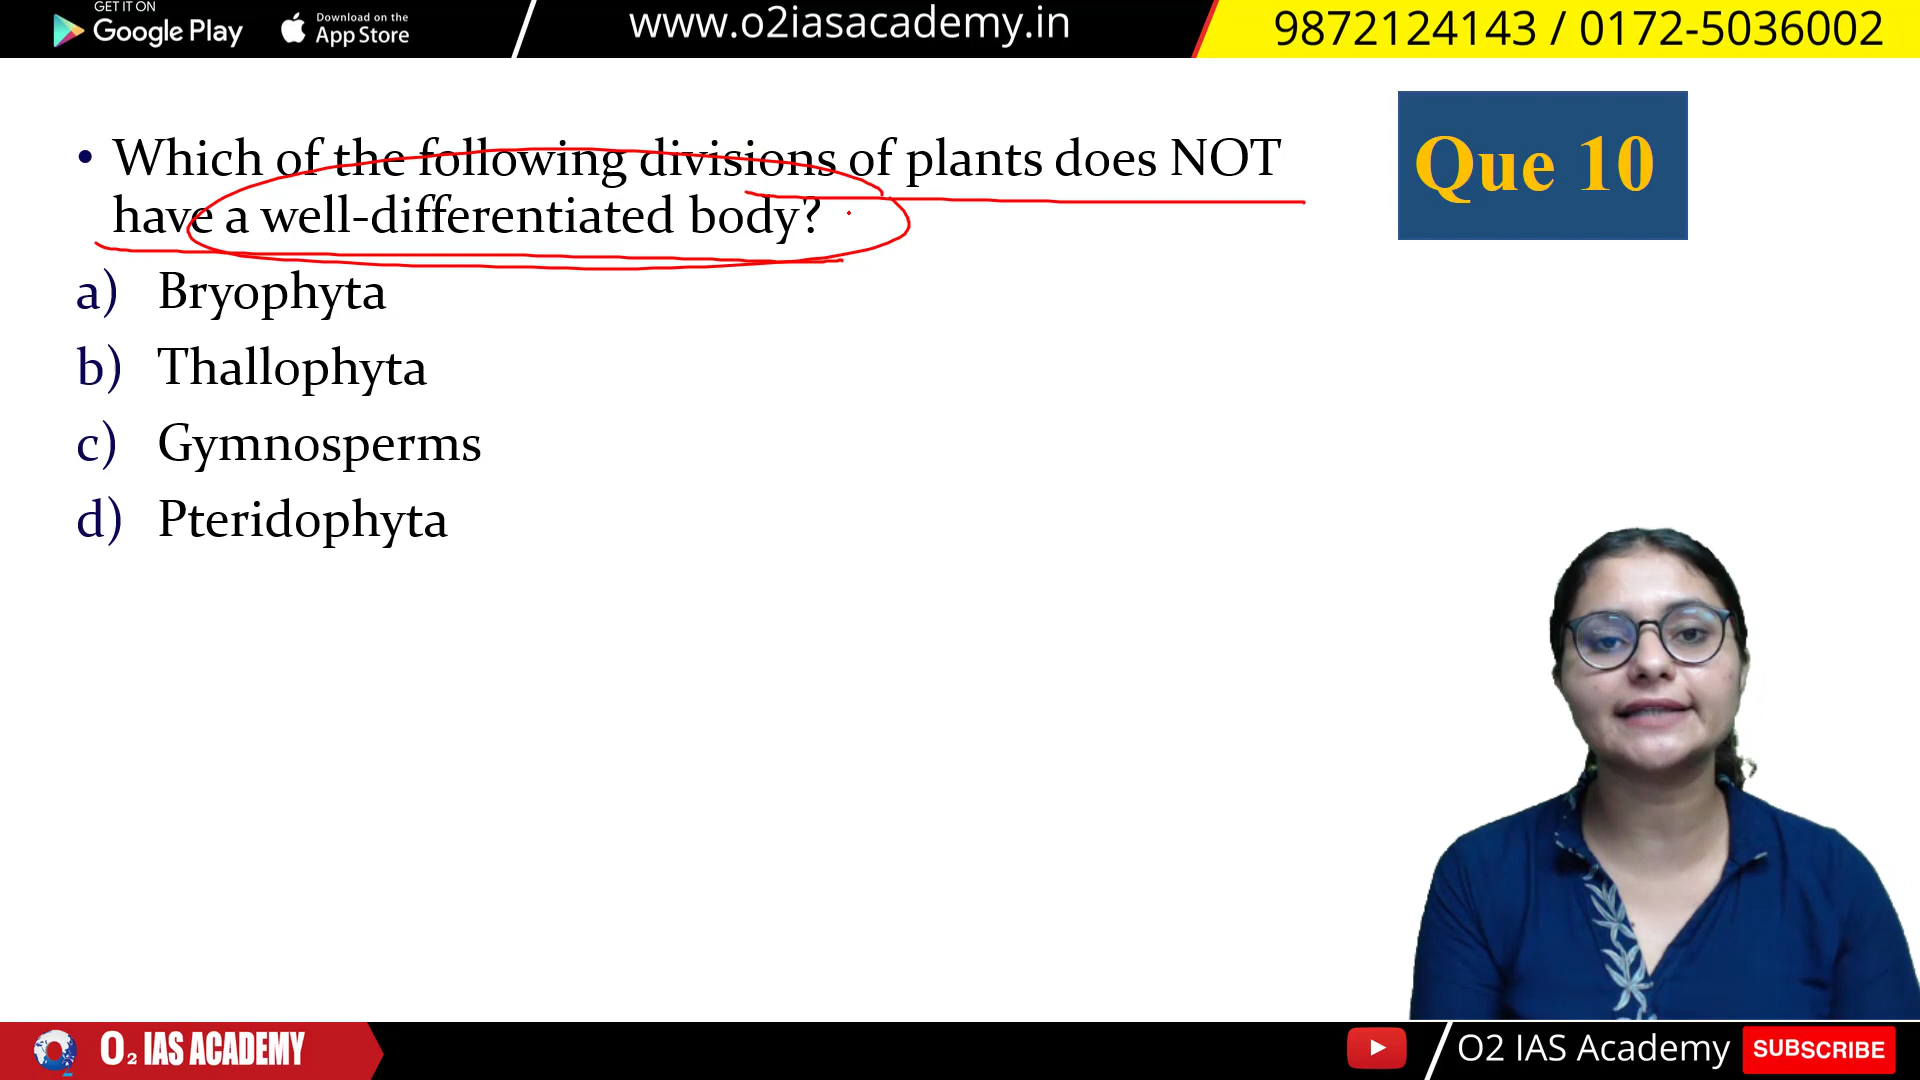 GET IT ON
Google Play
Download on the
App Store
www.o2iasacademy.in
9872124143 / 0172-5036002
• Which of the following divisions of plants does NOT
have a well-differentiated body?
Que 10
a) Bryophyta
b) Thallophyta
c) Gymnosperms
d) Pteridophyta
O2 IAS ACADEMY
O2 IAS Academy
SUBSCRIBE